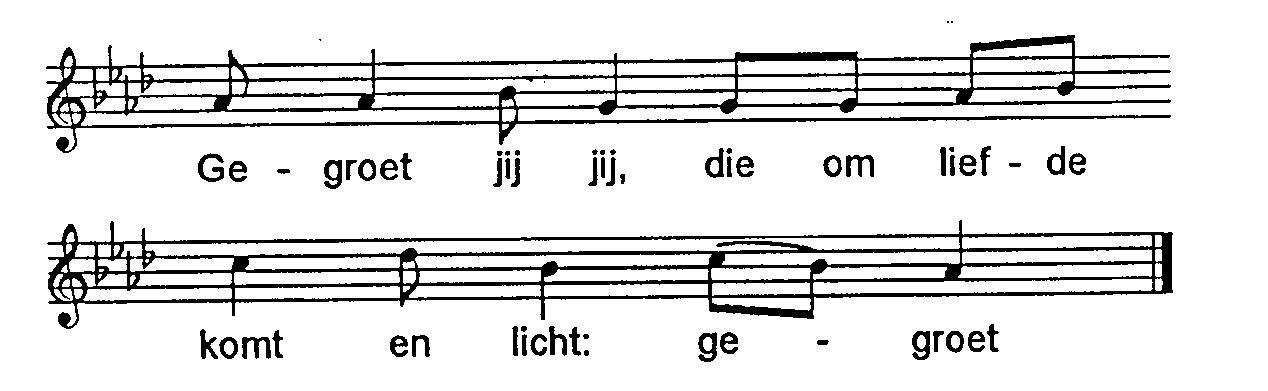 Ge - groet jij jij, die om lief - de
komt en licht: ge - groet